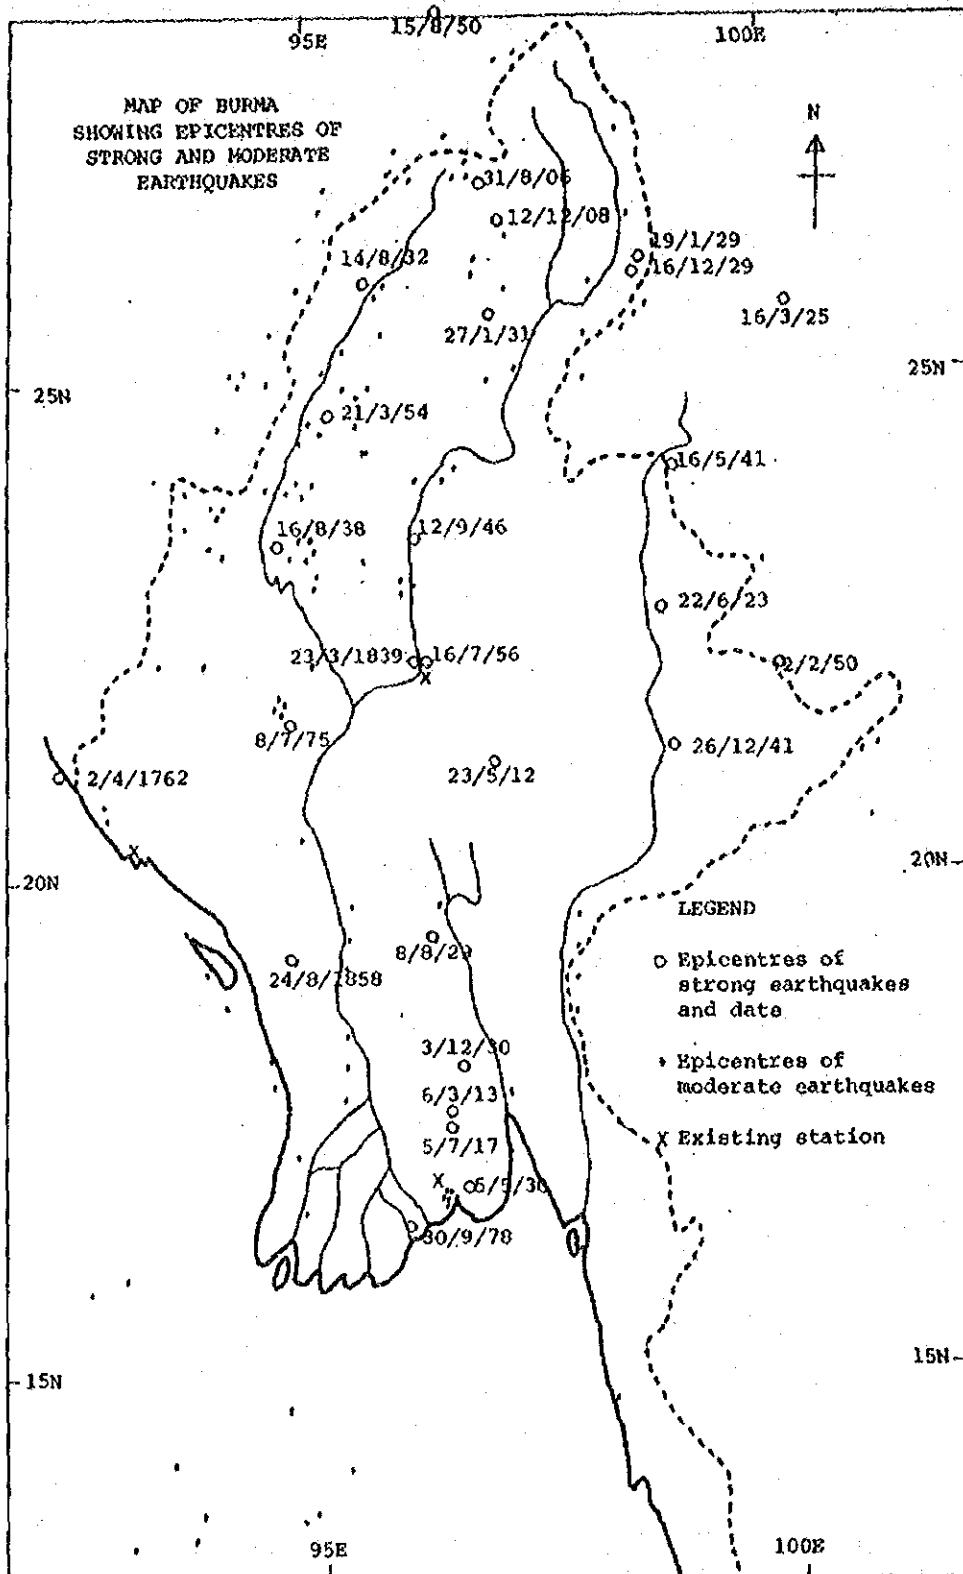 15/8/50
95E
100E
MAP OF BURMA
SHOWING EPICENTRES OF
STRONG AND MODERATE
EARTHQUAKES
N
31/8/06
12/12/08
19/1/29
14/8/32
16/12/29
16/3/25
27/1/31
25N
25N
21/3/54
16/5/41
16/8/38
12/9/46
22/6/23
23/3/1839
16/7/56
2/2/50
X
8/7/75
26/12/41
2/4/1762
23/5/12
X
20N
20N
LEGEND
8/8/29
24/8/1858
Epicentres of
strong earthquakes
and date
3/12/30
Epicentres of
moderate earthquakes
6/3/13
X Existing station
5/7/17
X
30/9/78
15N
15N
95E
100E